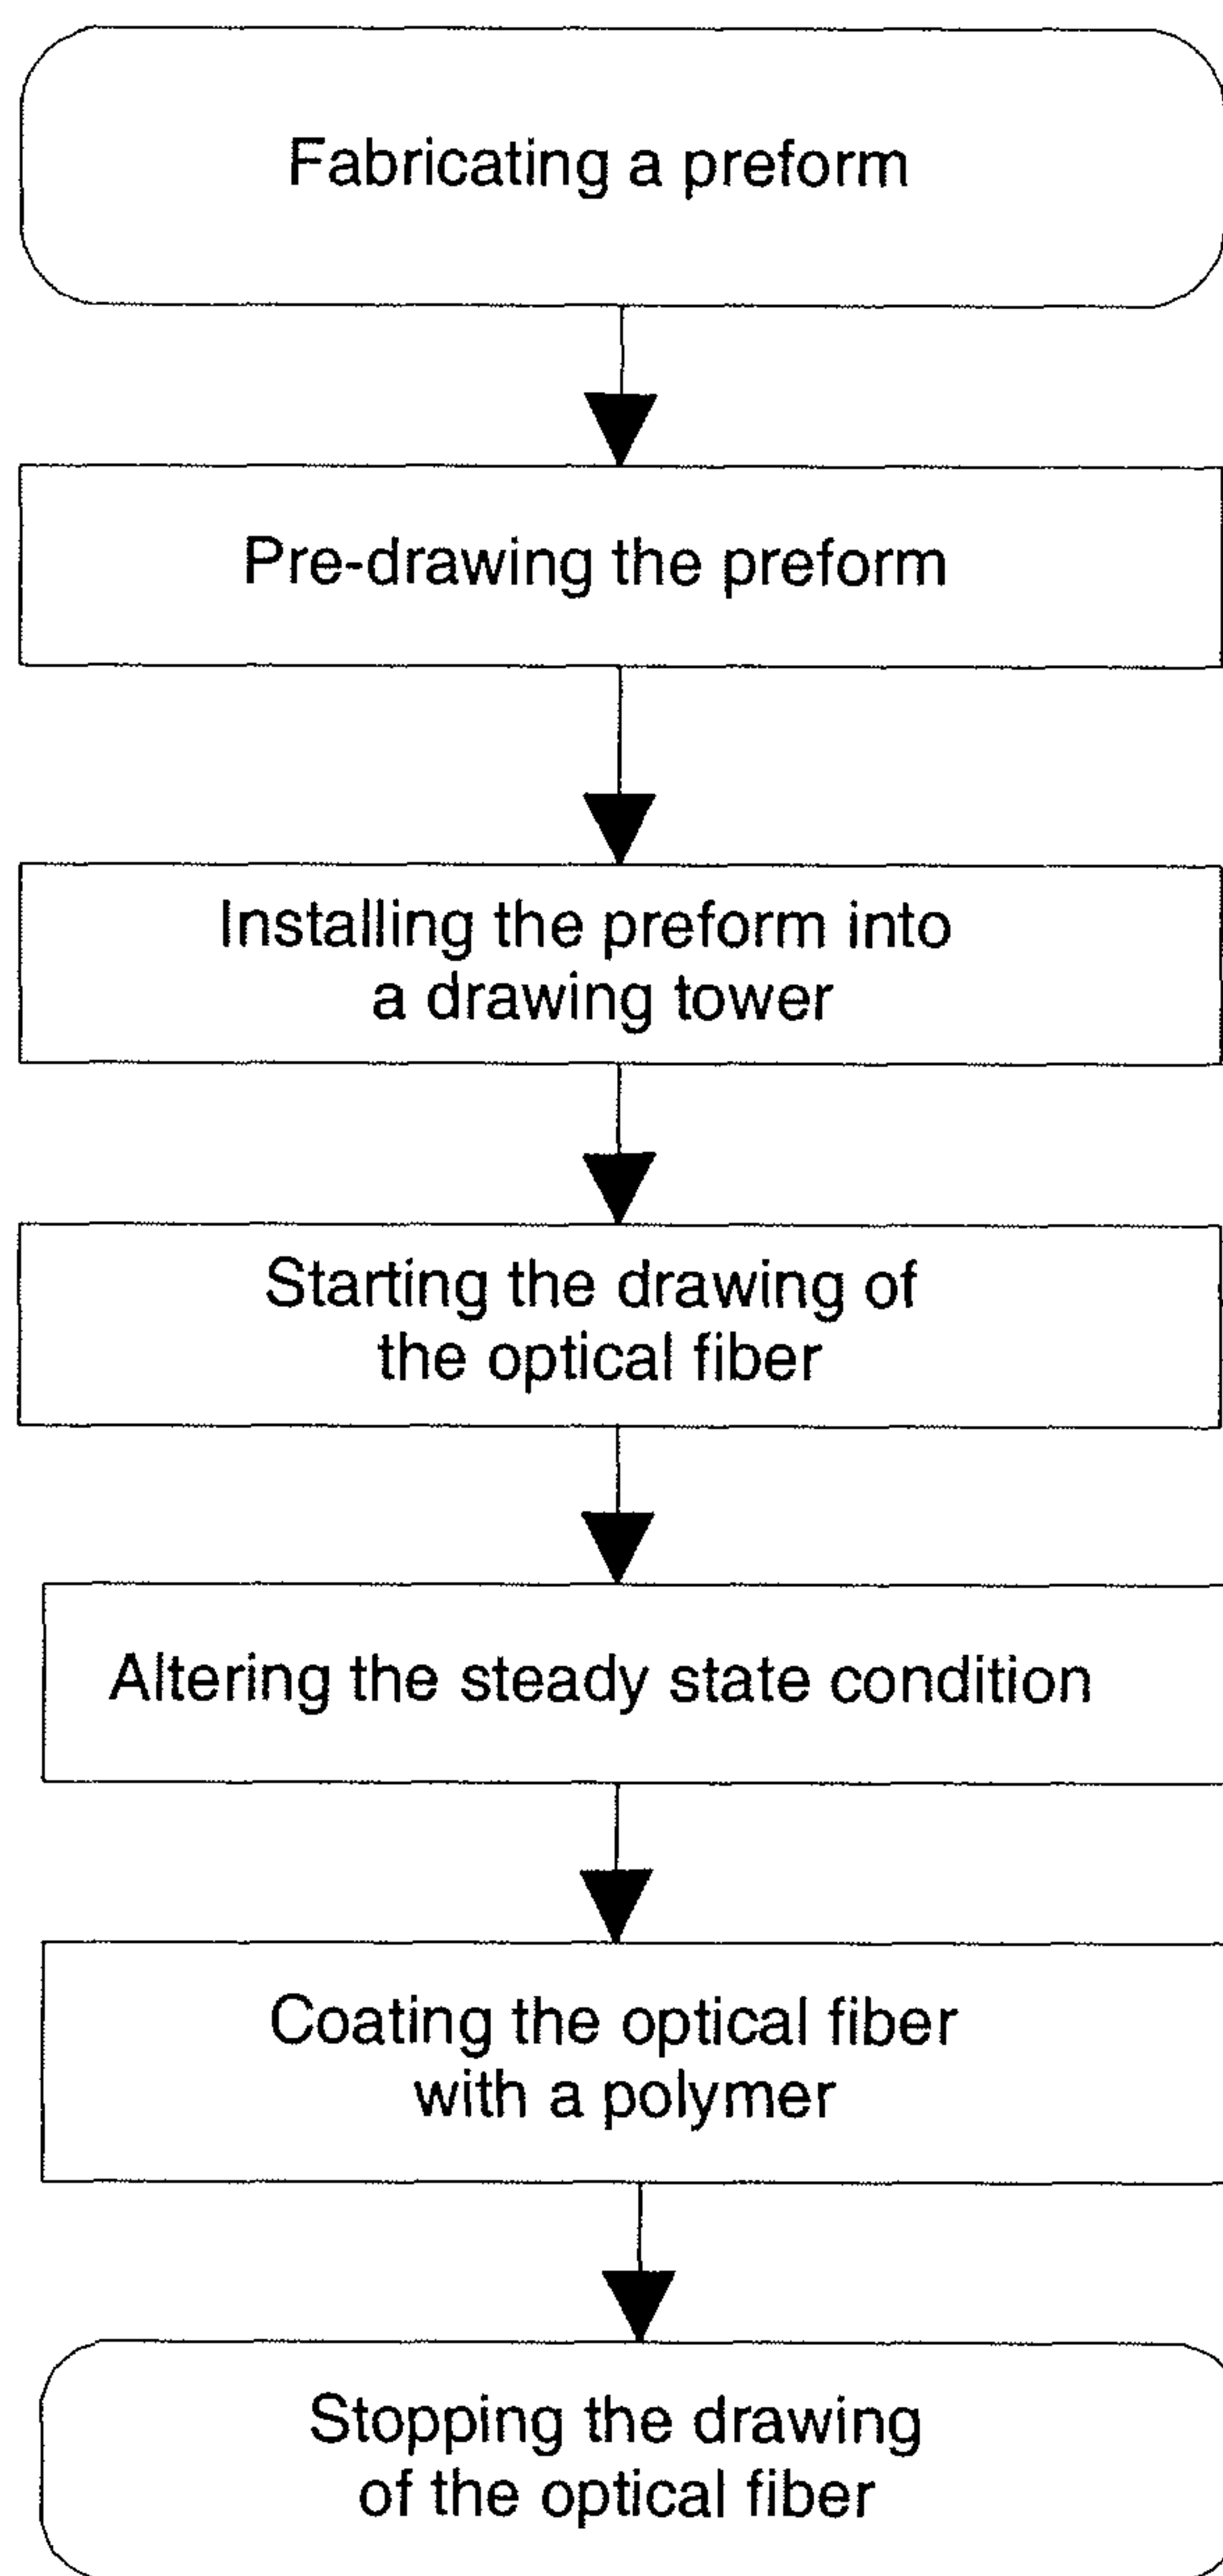 Fabricating a preform
Pre-drawing the preform
Installing the preform into
a drawing tower
Starting the drawing of
the optical fiber
Altering the steady state condition
Coating the optical fiber
with a polymer
Stopping the drawing
of the optical fiber